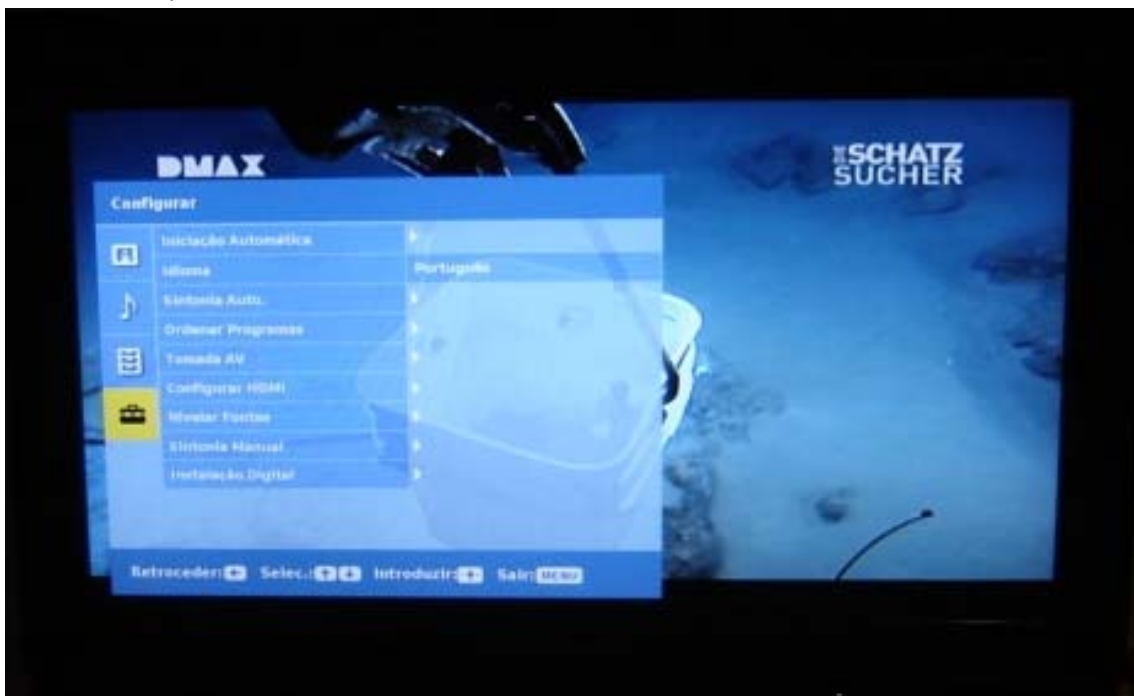 DMAX
DIE SCHATZ
SUCHER
Configurar
Iniciação Automática
Idioma Português
Sintonia Auto.
Ordenar Programas
Tomada AV
Configurar HDMI
Nivelar Fontes
Sintonia Manual
Instalação Digital
Retroceder: Selec.: Introduzir: Sair: MENU